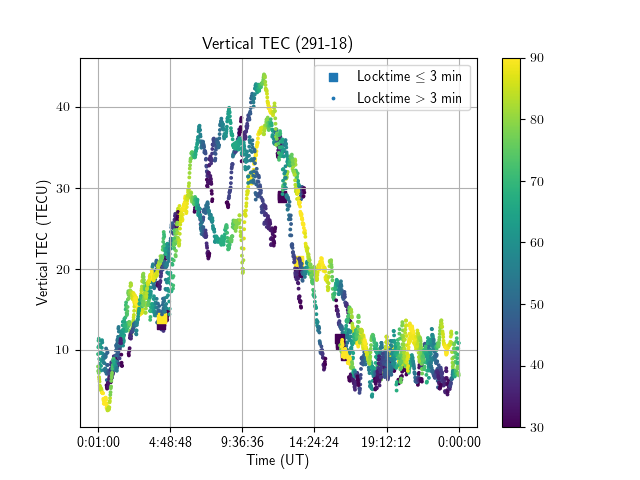 Vertical TEC (291-18)
Locktime ≤ 3 min
Locktime > 3 min
Vertical TEC (TECU)
40
30
20
10
0:01:00 4:48:48 9:36:36 14:24:24 19:12:12 0:00:00
Time (UT)
90
80
70
60
50
40
30